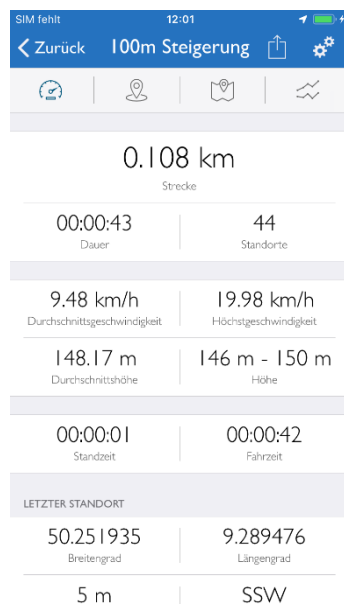 SIM fehlt 12:01
Zurück 100m Steigerung
0.108 km
Strecke
00:00:43 44
Dauer Standorte
9.48 km/h 19.98 km/h
Durchschnittsgeschwindigkeit Höchstgeschwindigkeit
148.17 m 146 m - 150 m
Durchschnittshöhe Höhe
00:00:01 00:00:42
Standzeit Fahrzeit
LETZTER STANDORT
50.251935 9.289476
Breitengrad Längengrad
5 m SSW